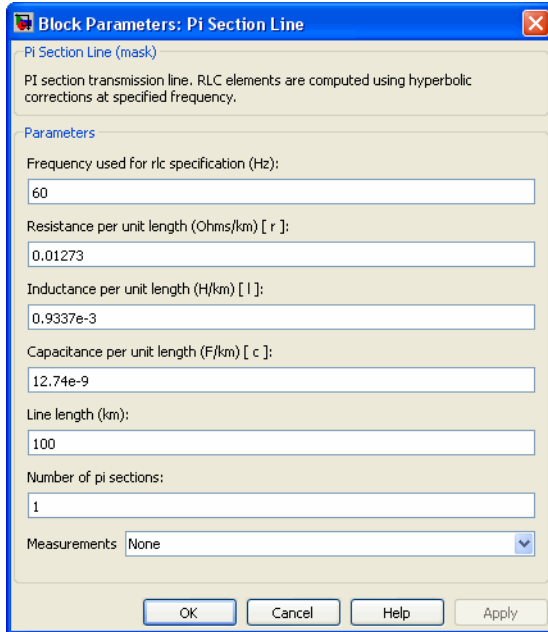 Block Parameters: Pi Section Line
Pi Section Line (mask)
PI section transmission line. RLC elements are computed using hyperbolic
corrections at specified frequency.
Parameters
Frequency used for rlc specification (Hz):
60
Resistance per unit length (Ohms/km) [ r ]:
0.01273
Inductance per unit length (H/km) [ l ]:
0.9337e-3
Capacitance per unit length (F/km) [ c ]:
12.74e-9
Line length (km):
100
Number of pi sections:
1
Measurements None
OK Cancel Help Apply